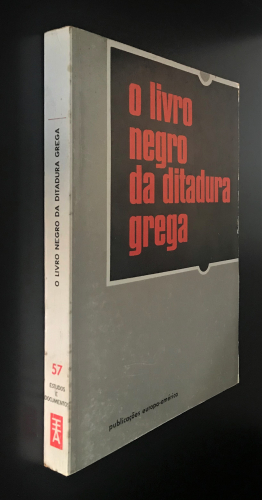 o livro
negro
da ditadura
grega
publicações europa-américa
O LIVRO NEGRO DA DITADURA GREGA
57
ESTUDOS
E
DOCUMENTOS